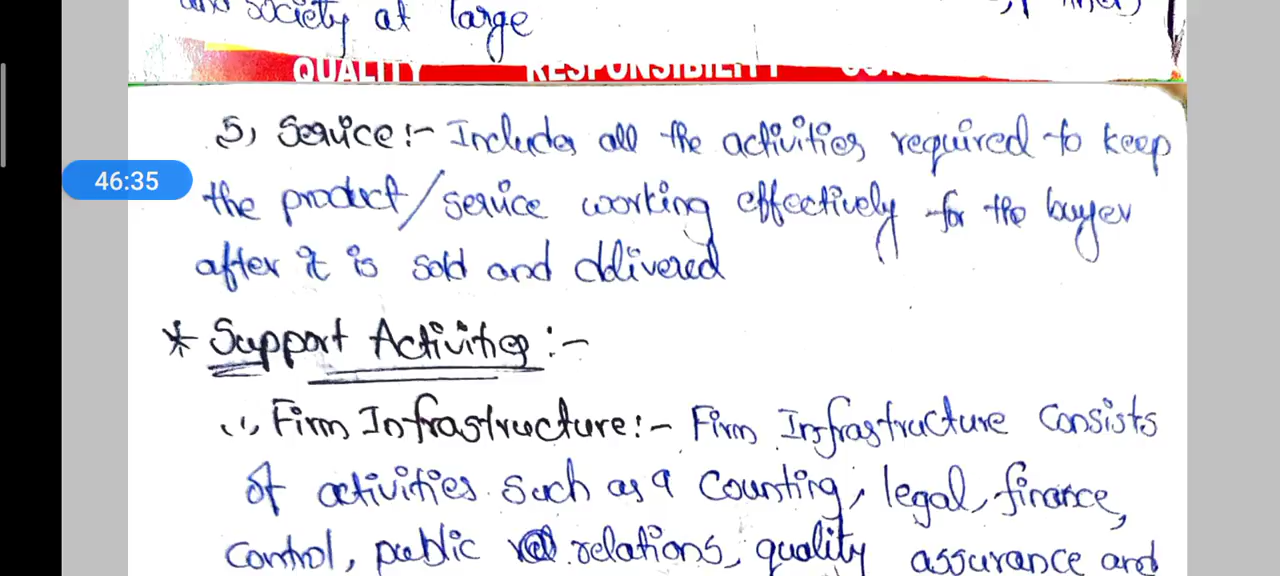 and society at large
QUALITY RESPONSIBILITY
5) Service:- Includes all the activities required to keep
46:35
the product/service working effectively for the buyer
after it is sold and delivered
* Support Activities:-
(1) Firm Infrastructure:- Firm Infrastructure consists
of activities such as a counting, legal, finance,
control, public relations, quality assurance and